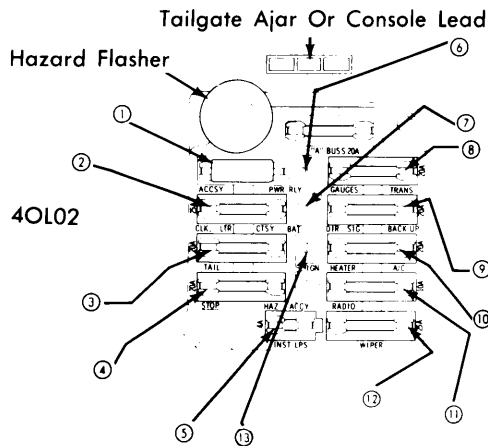 Tailgate Ajar Or Console Lead
6
Hazard Flasher
1
7
"A" BUSS 20A
2
8
ACCSY PWR RLY GAUGES TRANS
4OL02
CLK. LTR CTSY BAT DIR SIG BACK UP
3
9
TAIL IGN HEATER A/C
10
4
STOP HAZ ACCY RADIO
INST LPS WIPER
5
13
12
11